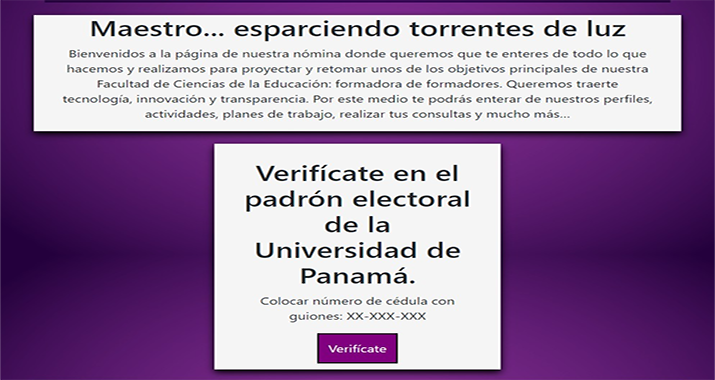 Maestro... esparciendo torrentes de luz
Bienvenidos a la página de nuestra nómina donde queremos que te enteres de todo lo que
hacemos y realizamos para proyectar y retomar unos de los objetivos principales de nuestra
Facultad de Ciencias de la Educación: formadora de formadores. Queremos traerte
tecnología, innovación y transparencia. Por este medio te podrás enterar de nuestros perfiles,
actividades, planes de trabajo, realizar tus consultas y mucho más...
Verifícate en el
padrón electoral
de la
Universidad de
Panamá.
Colocar número de cédula con
guiones: XX-XXX-XXX
Verifícate